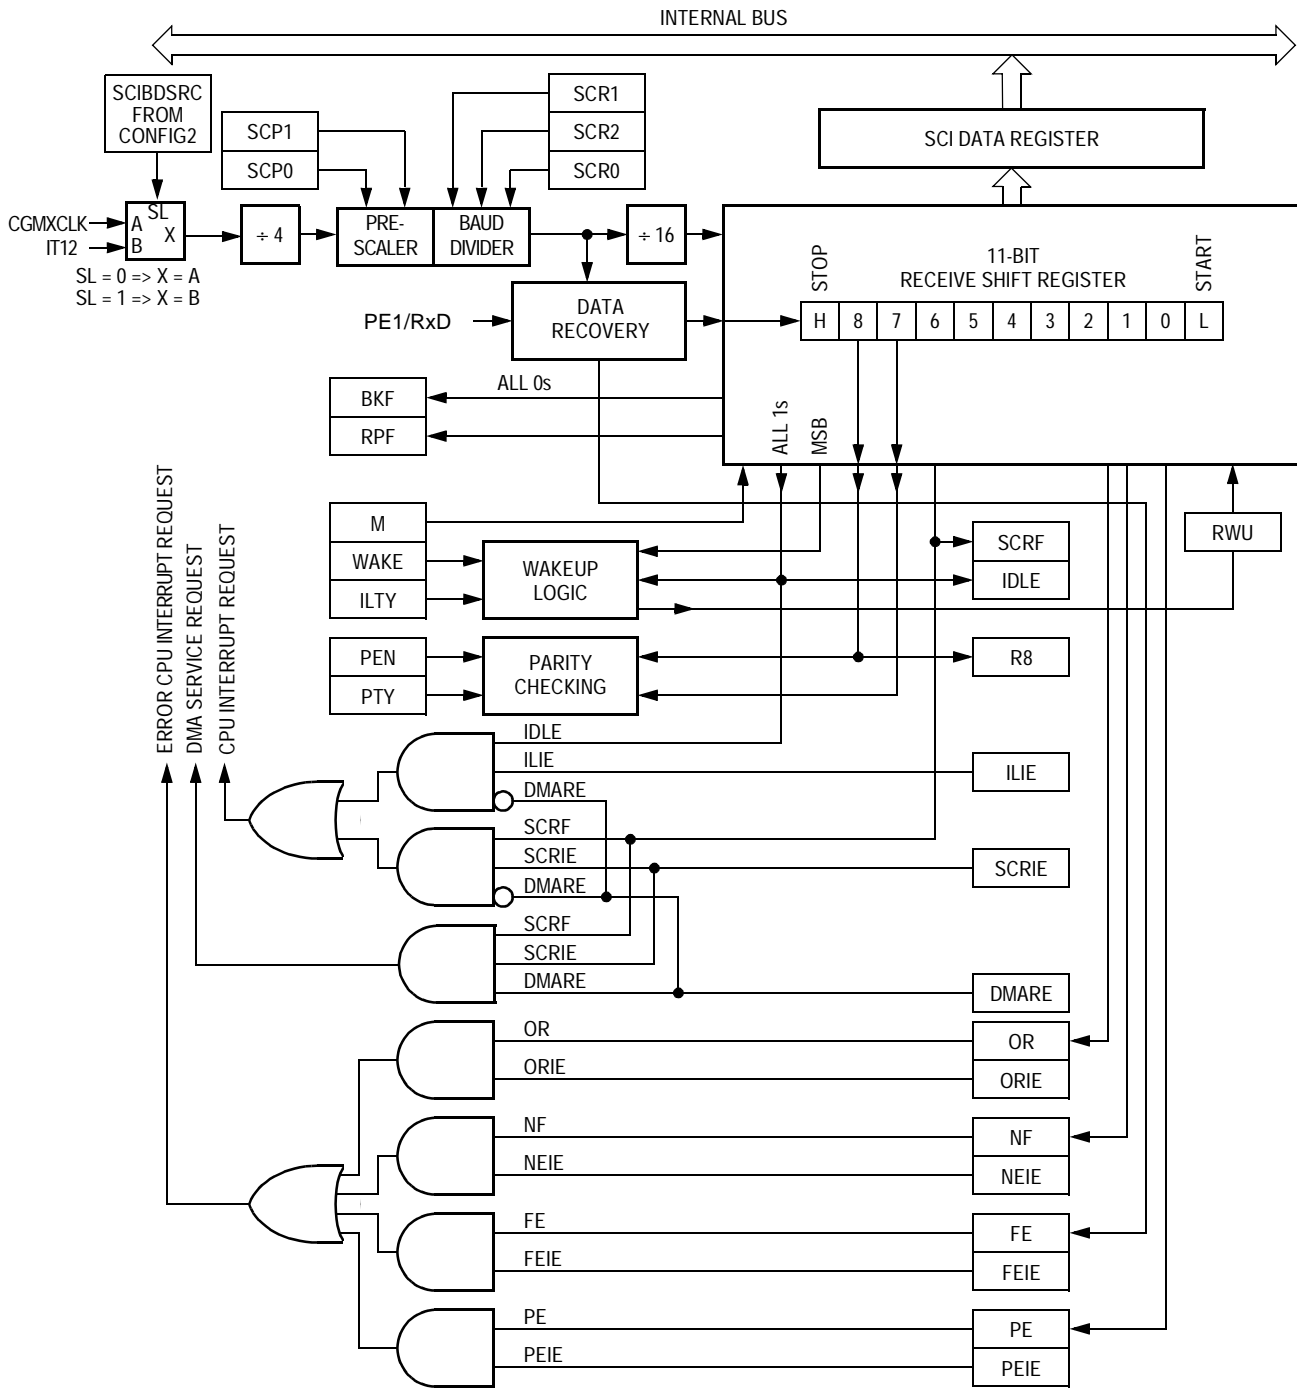 INTERNAL BUS
SCIBDSRC
FROM
CONFIG2
SCP1
SCP0
SCR1
SCR2
SCR0
SCI DATA REGISTER
CGMXCLK
IT12
SL
A
X
B
SL = 0 => X = A
SL = 1 => X = B
÷ 4
PRE-
SCALER
BAUD
DIVIDER
÷ 16
STOP
11-BIT
RECEIVE SHIFT REGISTER
START
H 8 7 6 5 4 3 2 1 0 L
PE1/RxD
DATA
RECOVERY
ALL 0s
BKF
RPF
ALL 1s
MSB
M
WAKE
ILTY
WAKEUP
LOGIC
SCRF
IDLE
RWU
PEN
PTY
PARITY
CHECKING
R8
ERROR CPU INTERRUPT REQUEST
DMA SERVICE REQUEST
CPU INTERRUPT REQUEST
IDLE
ILIE
DMARE
ILIE
SCRF
SCRIE
DMARE
SCRIE
SCRF
SCRIE
DMARE
DMARE
OR
ORIE
OR
ORIE
NF
NEIE
NF
NEIE
FE
FEIE
FE
FEIE
PE
PEIE
PE
PEIE